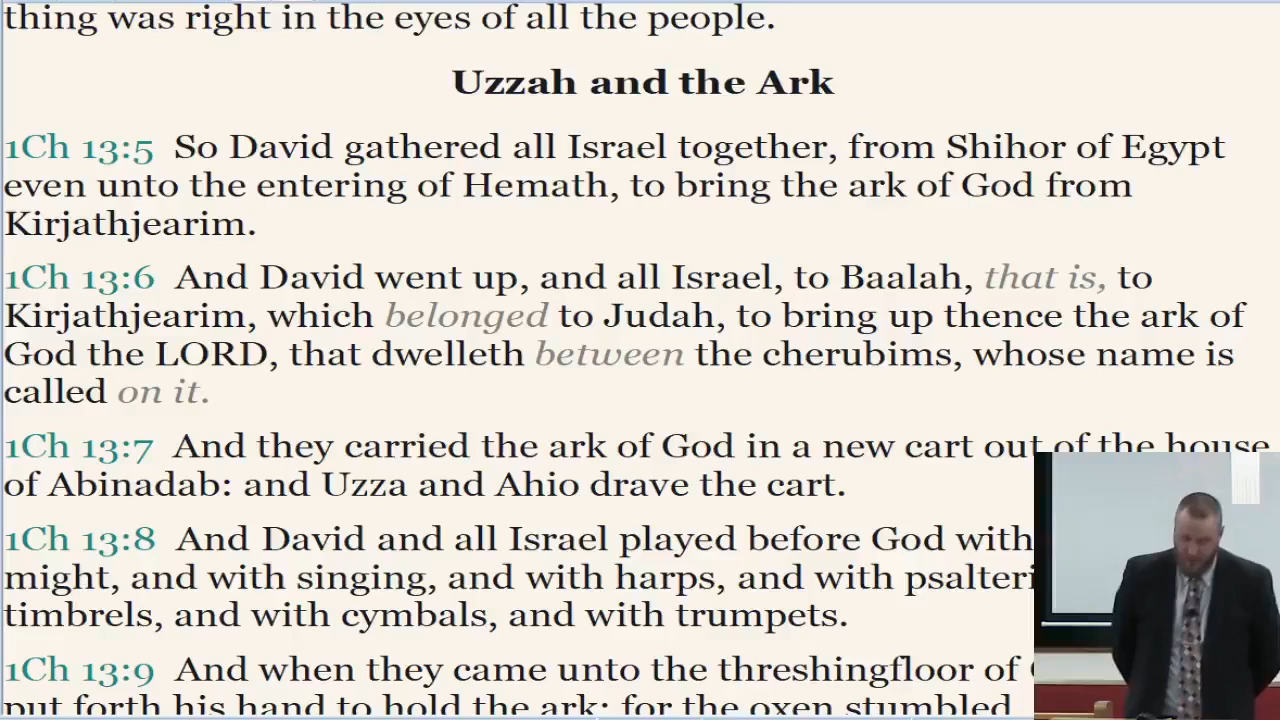 thing was right in the eyes of all the people.
Uzzah and the Ark
1Ch 13:5 So David gathered all Israel together, from Shihor of Egypt
even unto the entering of Hemath, to bring the ark of God from
Kirjathjearim.
1Ch 13:6 And David went up, and all Israel, to Baalah, that is, to
Kirjathjearim, which belonged to Judah, to bring up thence the ark of
God the LORD, that dwelleth between the cherubims, whose name is
called on it.
1Ch 13:7 And they carried the ark of God in a new cart out of the house
of Abinadab: and Uzza and Ahio drave the cart.
1Ch 13:8 And David and all Israel played before God with
might, and with singing, and with harps, and with psalteri
timbrels, and with cymbals, and with trumpets.
1Ch 13:9 And when they came unto the threshingfloor of
put forth his hand to hold the ark; for the oxen stumbled